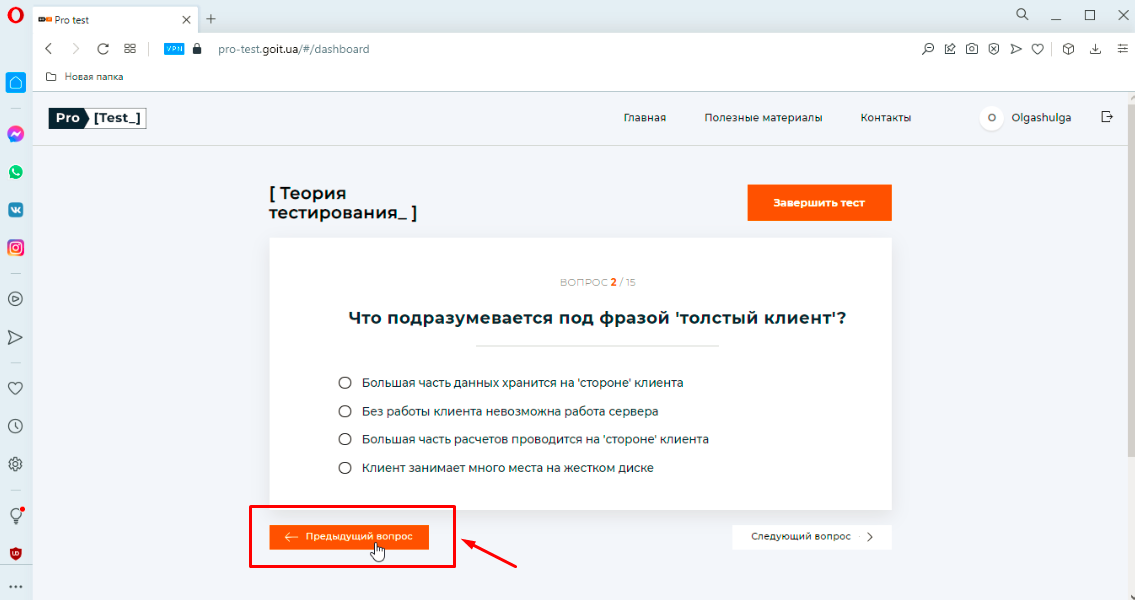 Pro test
VPN
pro-test.goit.ua/#/dashboard
Новая папка
Pro [Test_]
Главная
Полезные материалы
Контакты
O
Olgashulga
[ Теория
тестирования_ ]
Завершить тест
ВОПРОС 2 / 15
Что подразумевается под фразой 'толстый клиент'?
Большая часть данных хранится на 'стороне' клиента
Без работы клиента невозможна работа сервера
Большая часть расчетов проводится на 'стороне' клиента
Клиент занимает много места на жестком диске
Предыдущий вопрос
Следующий вопрос